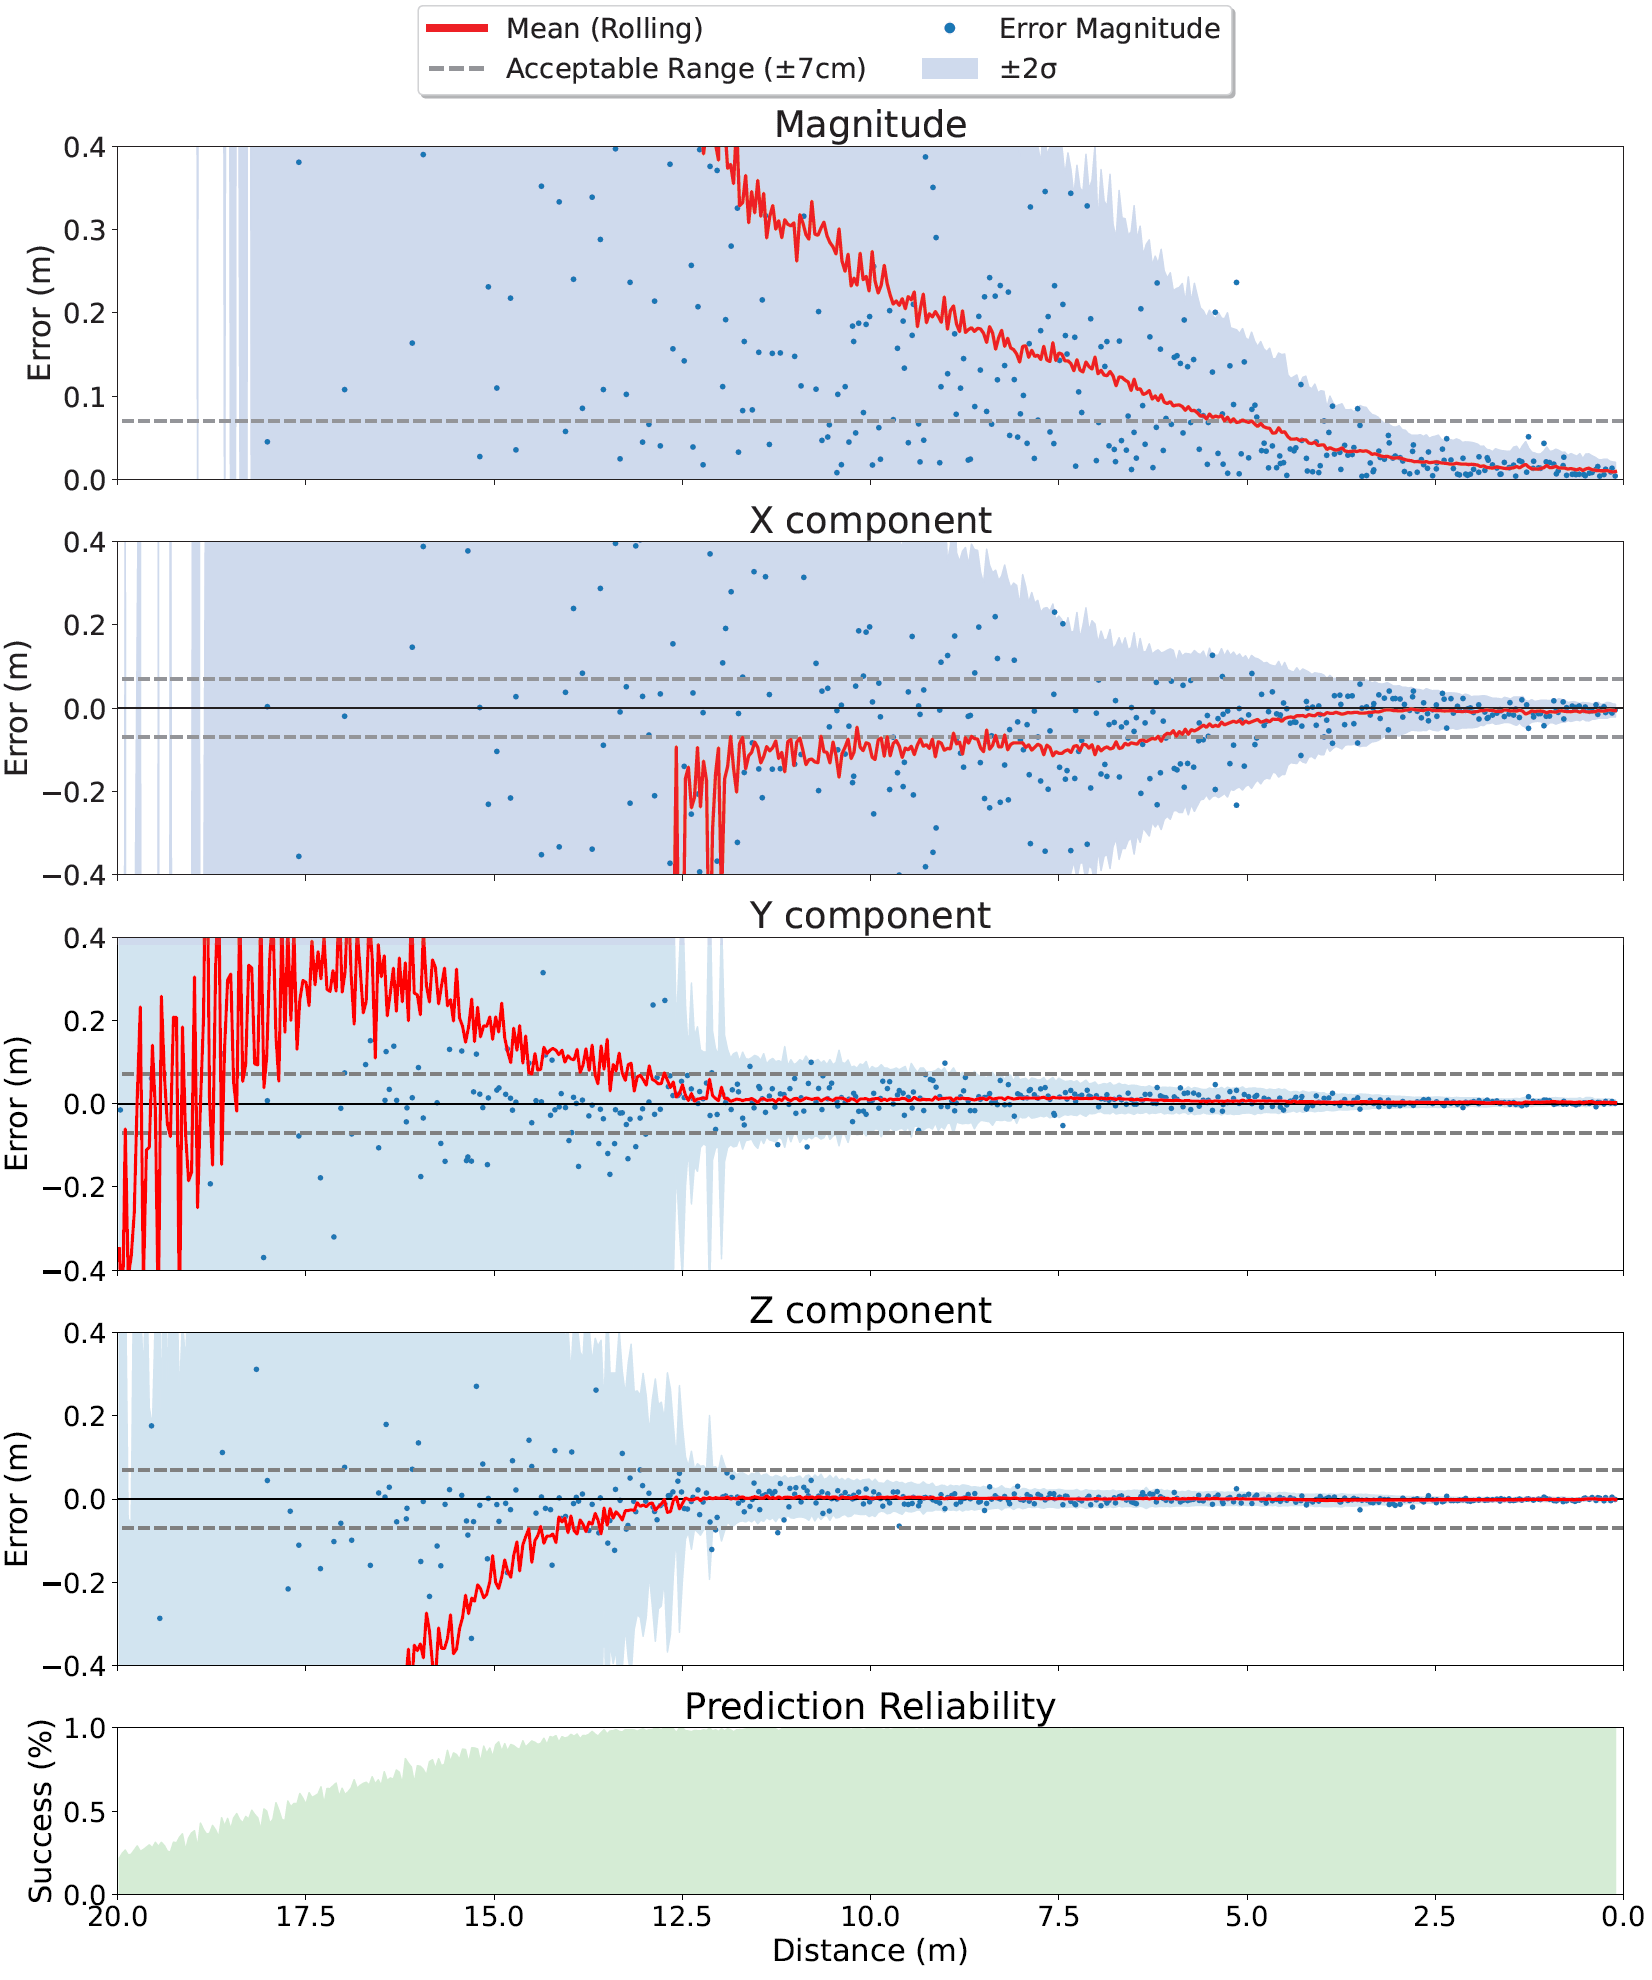 Mean (Rolling)
Error Magnitude
Acceptable Range (±7cm)
±2σ
Magnitude
0.4
0.3
0.2
0.1
0.0
Error (m)
X component
0.4
0.2
0.0
−0.2
−0.4
Error (m)
Y component
0.4
0.2
0.0
−0.2
−0.4
Error (m)
Z component
0.4
0.2
0.0
−0.2
−0.4
Error (m)
Prediction Reliability
1.0
0.5
0.0
Success (%)
20.0 17.5 15.0 12.5 10.0 7.5 5.0 2.5 0.0
Distance (m)